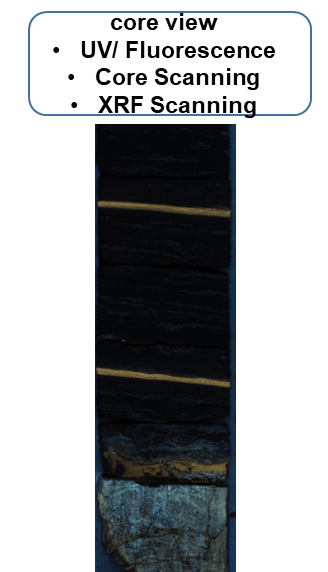 core view
• UV/ Fluorescence
• Core Scanning
• XRF Scanning